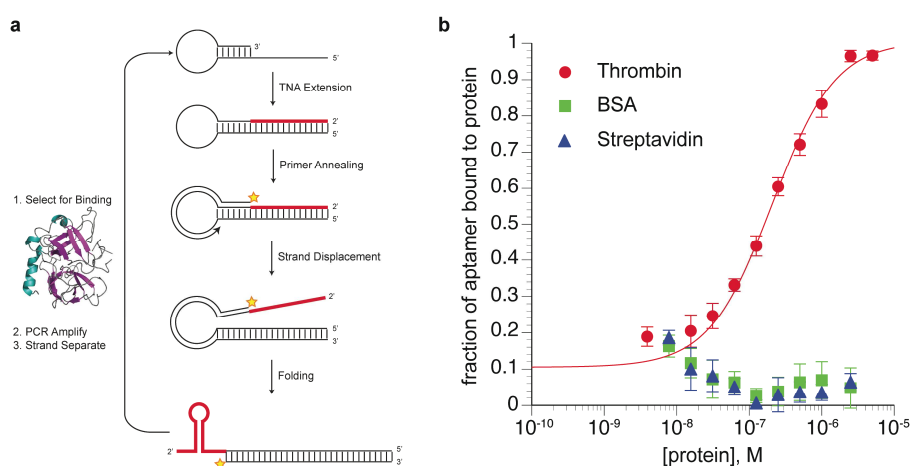 a
3'
5'
TNA Extension
2'
5'
Primer Annealing
1. Select for Binding
2'
5'
Strand Displacement
2'
5'
3'
2. PCR Amplify
3. Strand Separate
Folding
2'
5'
3'
b
fraction of aptamer bound to protein
1
0.9
0.8
0.7
0.6
0.5
0.4
0.3
0.2
0.1
0
Thrombin
BSA
Streptavidin
10-10
10-9
10-8
10-7
10-6
10-5
[protein], M